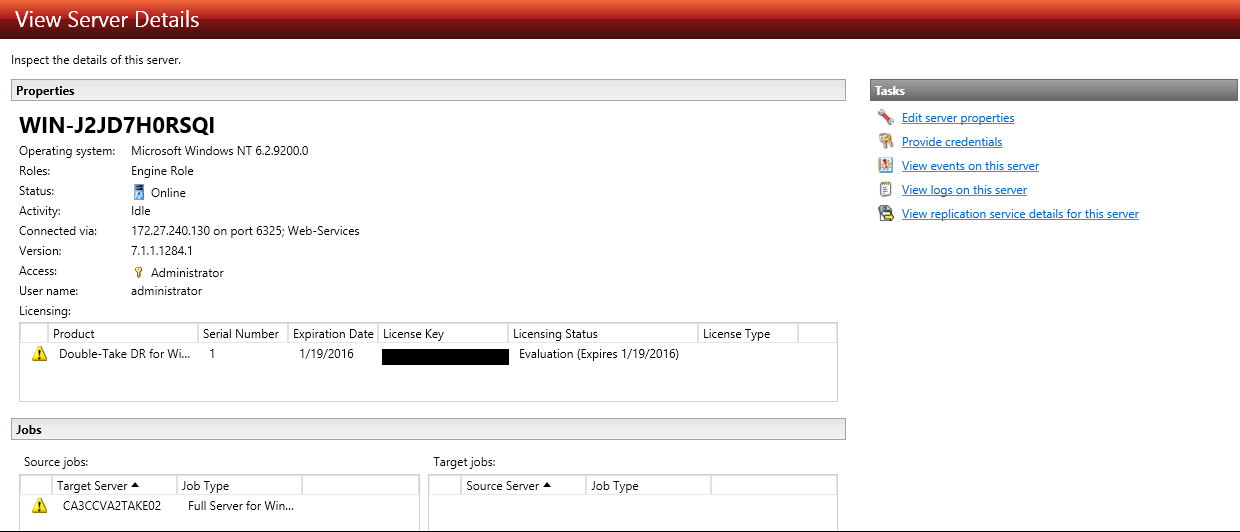 View Server Details
Inspect the details of this server.
Properties
WIN-J2JD7H0RSQI
Operating system: Microsoft Windows NT 6.2.9200.0
Roles: Engine Role
Status: Online
Activity: Idle
Connected via: 172.27.240.130 on port 6325; Web-Services
Version: 7.1.1.1284.1
Access: Administrator
User name: administrator
Licensing:
Product Serial Number Expiration Date License Key Licensing Status License Type
Double-Take DR for Wi... 1 1/19/2016 Evaluation (Expires 1/19/2016)
Tasks
Edit server properties
Provide credentials
View events on this server
View logs on this server
View replication service details for this server
Jobs
Source jobs:
Target Server Job Type
CA3CCVA2TAKE02 Full Server for Win...
Target jobs:
Source Server Job Type